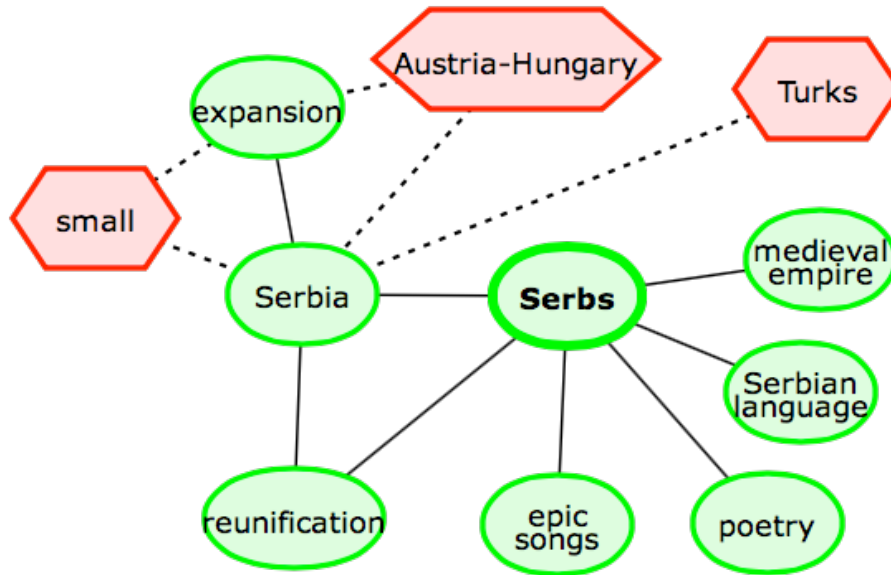 Austria-Hungary
Turks
expansion
small
medieval
empire
Serbia
Serbs
Serbian
language
reunification
epic
songs
poetry